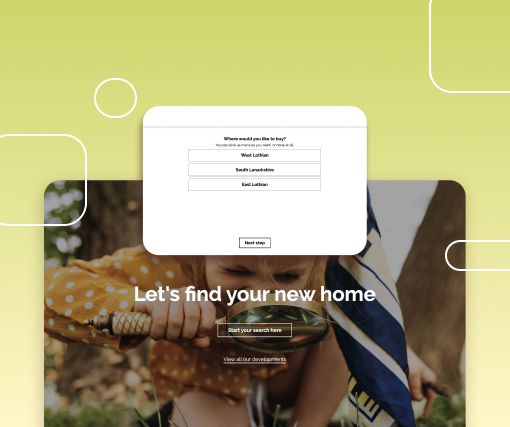 Where would you like to buy?
You can pick as many as you want, or none at all.
West Lothian
South Lanarkshire
East Lothian
Next step
Let's find your new home
Start your search here
View all our developments